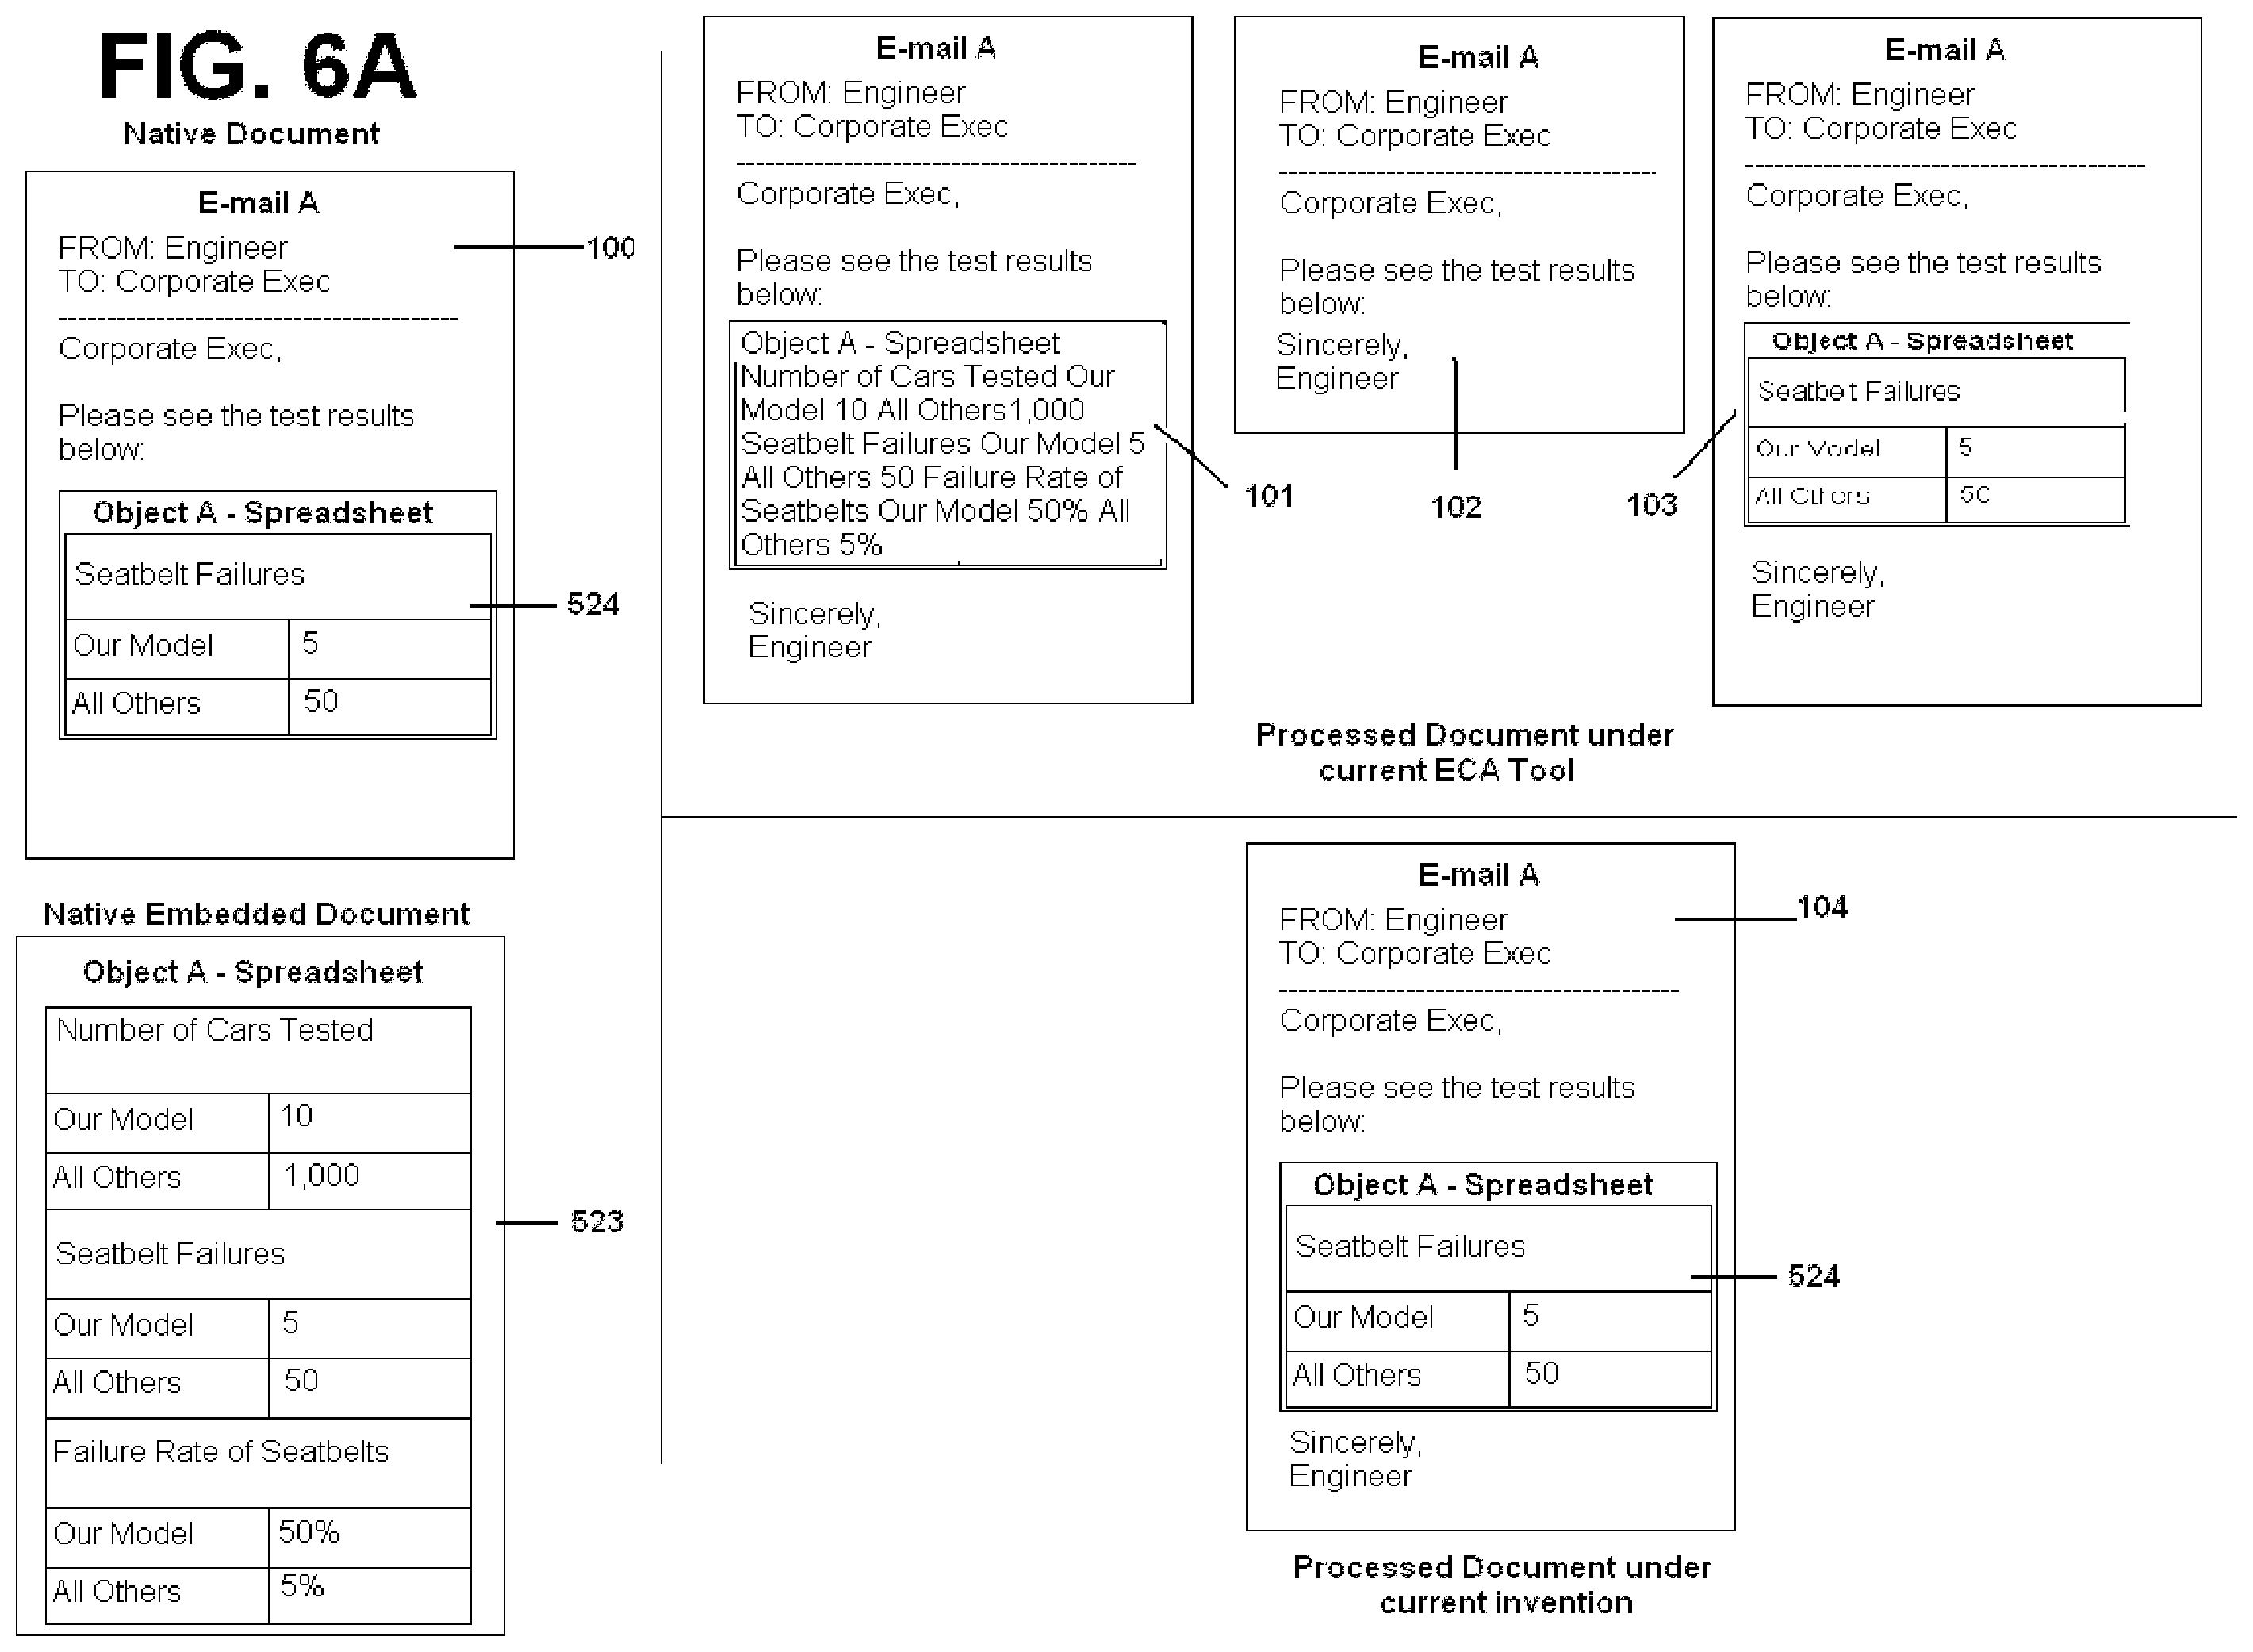 FIG. 6A
Native Document
E-mail A
FROM: Engineer
TO: Corporate Exec
Corporate Exec,
Please see the test results
below:
Object A - Spreadsheet
Seatbelt Failures
Our Model 5
All Others 50
100
524
Native Embedded Document
Object A - Spreadsheet
Number of Cars Tested
Our Model 10
All Others 1,000
Seatbelt Failures
Our Model 5
All Others 50
Failure Rate of Seatbelts
Our Model 50%
All Others 5%
523
E-mail A
FROM: Engineer
TO: Corporate Exec
Corporate Exec,
Please see the test results
below:
Object A - Spreadsheet
Number of Cars Tested Our
Model 10 All Others1,000
Seatbelt Failures Our Model 5
All Others 50 Failure Rate of
Seatbelts Our Model 50% All
Others 5%
Sincerely,
Engineer
101
E-mail A
FROM: Engineer
TO: Corporate Exec
Corporate Exec,
Please see the test results
below:
Sincerely,
Engineer
102
E-mail A
FROM: Engineer
TO: Corporate Exec
Corporate Exec,
Please see the test results
below:
Object A - Spreadsheet
Seatbelt Failures
Our Model 5
All Others 50
Sincerely,
Engineer
103
Processed Document under
current ECA Tool
E-mail A
FROM: Engineer
TO: Corporate Exec
Corporate Exec,
Please see the test results
below:
Object A - Spreadsheet
Seatbelt Failures
Our Model 5
All Others 50
Sincerely,
Engineer
104
524
Processed Document under
current invention